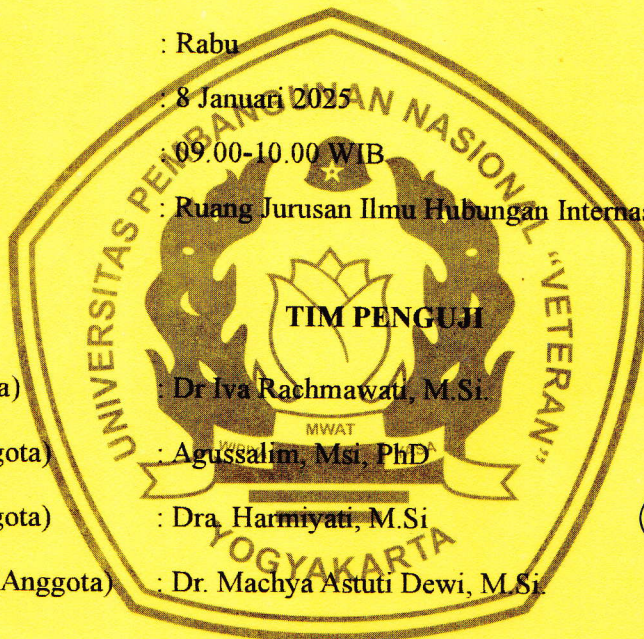 : Rabu
: 8 Januari 2025
: 09.00-10.00 WIB
: Ruang Jurusan Ilmu Hubungan Internas
TIM PENGUJI
a) : Dr Iva Rachmawati, M.Si.
gota) : Agussalim, Msi, PhD
gota) : Dra. Harmiyati, M.Si (
Anggota) : Dr. Machya Astuti Dewi, M.Si.
UNIVERSITAS PEMBANGUNAN NASIONAL "VETERAN"
MWAT
YOGYAKARTA